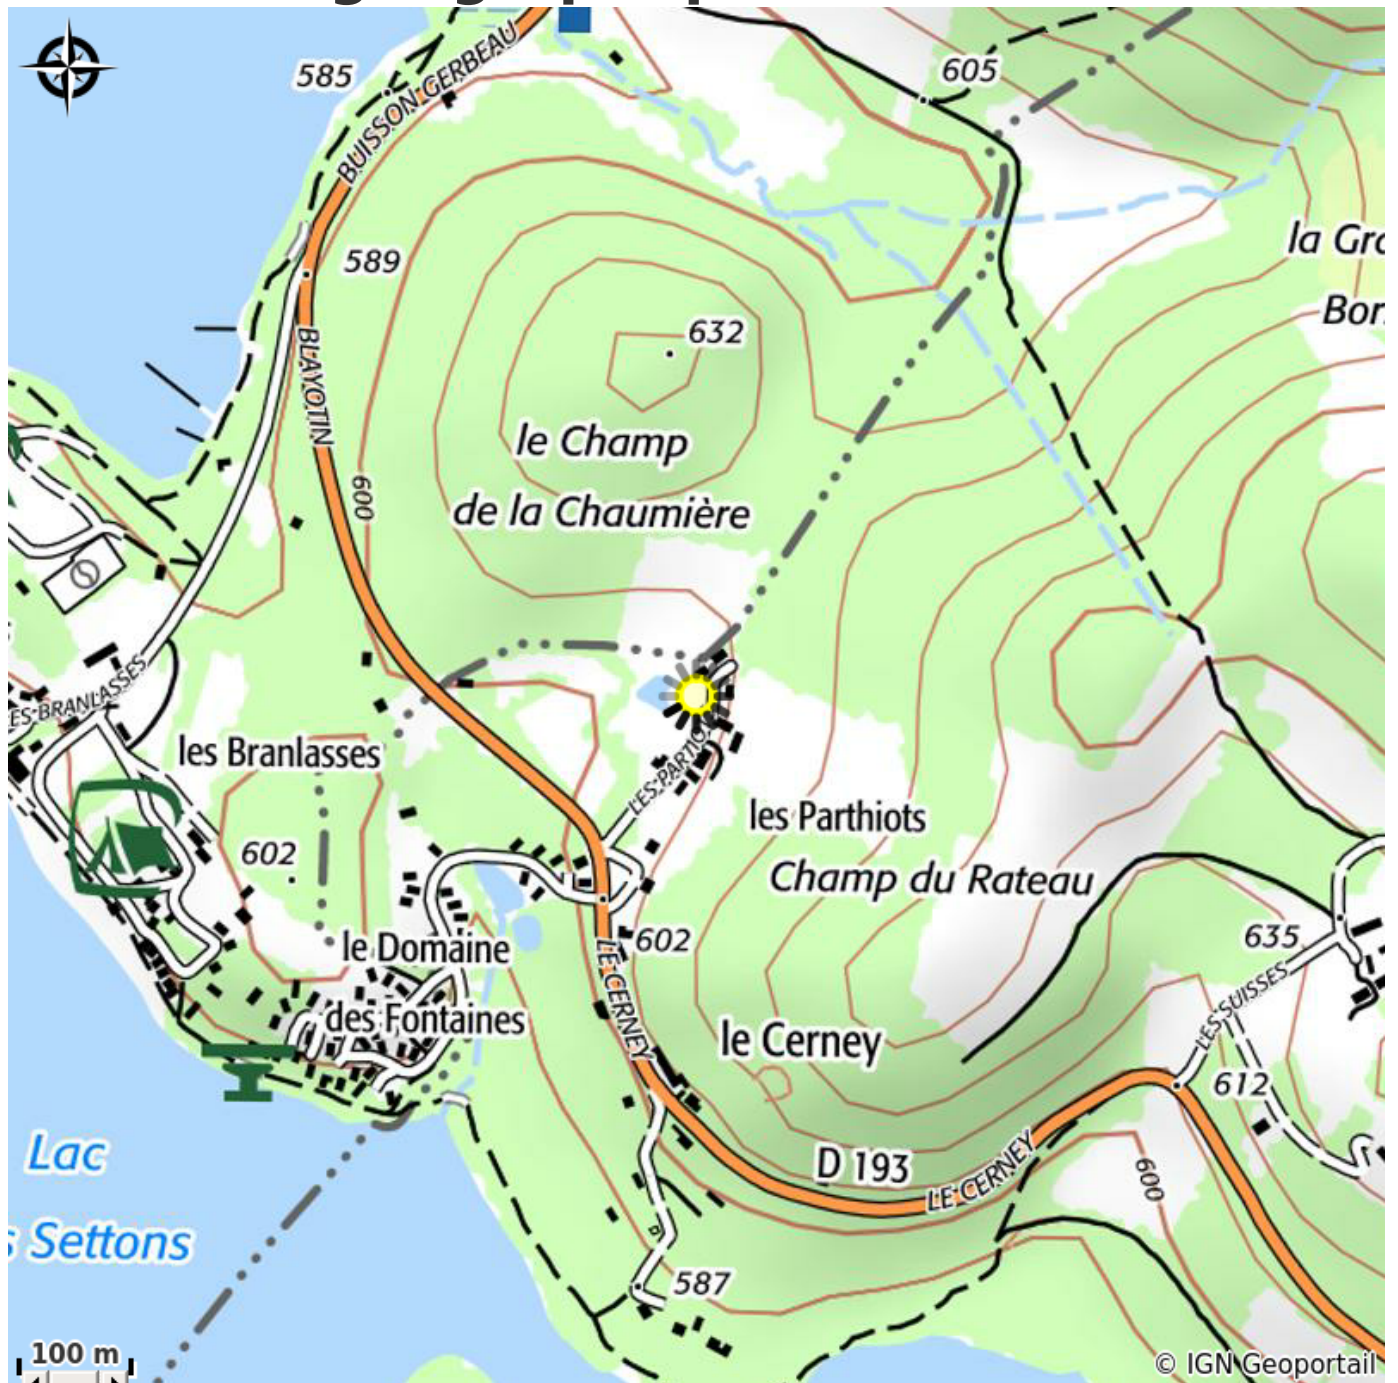 585
BUISSON GERBEAU
605
589
la Gra
Bor
632
BLAYOTIN
le Champ
de la Chaumière
600
ES BRANLASSES
les Branlasses
LES PARTIO
les Parthiots
602
Champ du Rateau
602
635
le Domaine
des Fontaines
LE CERNEY
le Cerney
LES SUISSES
612
Lac
s Settons
D 193
LE CERNEY
600
587
100 m
© IGN Geoportail